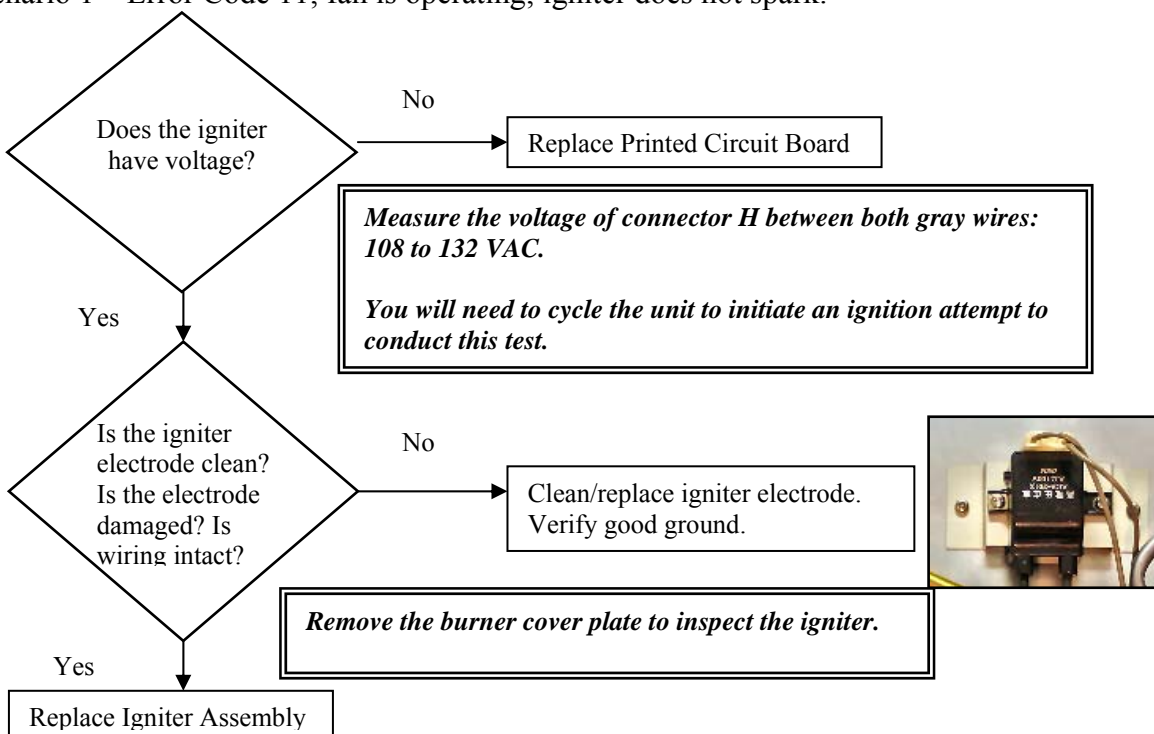 Error Code 11, fan is operating, igniter does not spark.
Does the igniter
have voltage?
No
Replace Printed Circuit Board
Measure the voltage of connector H between both gray wires:
108 to 132 VAC.
You will need to cycle the unit to initiate an ignition attempt to
conduct this test.
Yes
Is the igniter
electrode clean?
Is the electrode
damaged? Is
wiring intact?
No
Clean/replace igniter electrode.
Verify good ground.
Remove the burner cover plate to inspect the igniter.
Yes
Replace Igniter Assembly